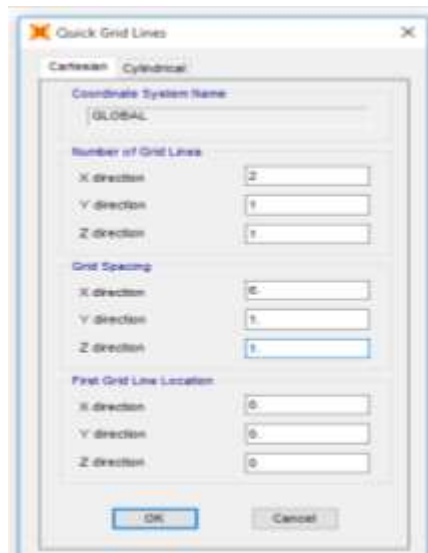 Quick Grid Lines
Cartesian Cylindrical
Coordinate System Name
GLOBAL
Number of Grid Lines
X direction 2
Y direction 1
Z direction 1
Grid Spacing
X direction 6.
Y direction 1.
Z direction 1.
First Grid Line Location
X direction 0.
Y direction 0.
Z direction 0
OK Cancel